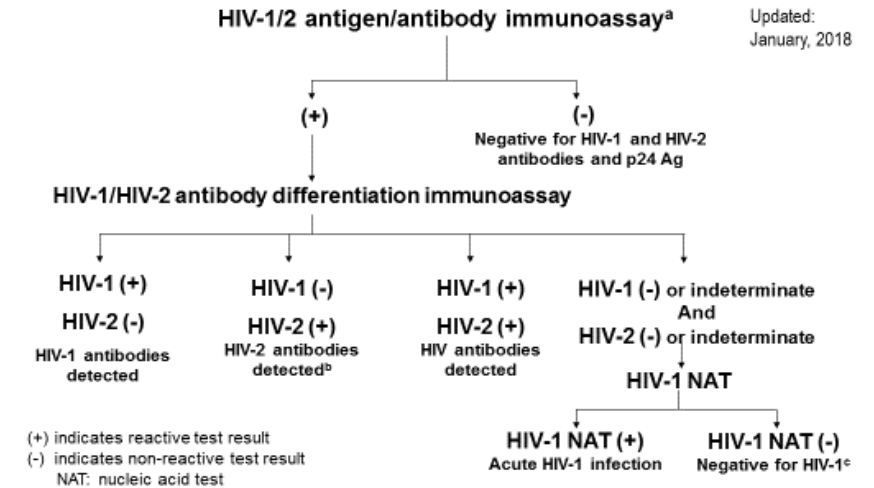 HIV-1/2 antigen/antibody immunoassayᵃ
Updated:
January, 2018
(+)
(-)
Negative for HIV-1 and HIV-2
antibodies and p24 Ag
HIV-1/HIV-2 antibody differentiation immunoassay
HIV-1 (+)
HIV-2 (-)
HIV-1 antibodies
detected
HIV-1 (-)
HIV-2 (+)
HIV-2 antibodies
detectedᵇ
HIV-1 (+)
HIV-2 (+)
HIV antibodies
detected
HIV-1 (-) or indeterminate
And
HIV-2 (-) or indeterminate
HIV-1 NAT
HIV-1 NAT (+)
Acute HIV-1 infection
HIV-1 NAT (-)
Negative for HIV-1ᶜ
(+) indicates reactive test result
(-) indicates non-reactive test result
NAT: nucleic acid test